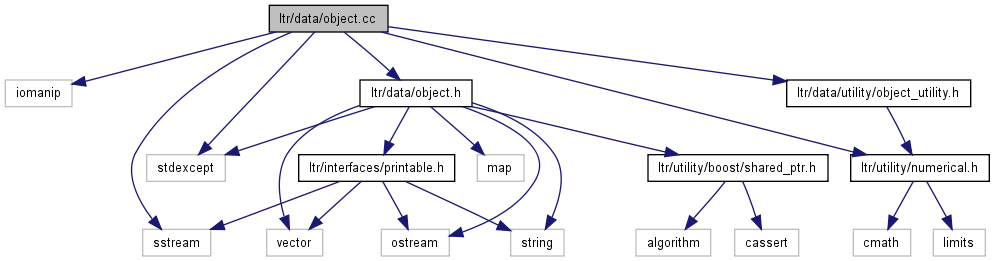 ltr/data/object.cc
iomanip
ltr/data/object.h
ltr/data/utility/object_utility.h
stdexcept
ltr/interfaces/printable.h
map
ltr/utility/boost/shared_ptr.h
ltr/utility/numerical.h
sstream
vector
ostream
string
algorithm
cassert
cmath
limits